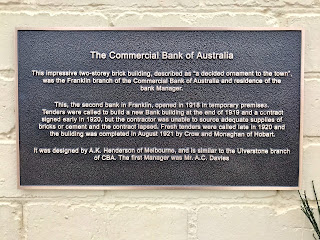 The Commercial Bank of Australia
This impressive two-storey brick building, described as "a decided ornament to the town",
was the Franklin branch of the Commercial Bank of Australia and residence of the
bank Manager.
This, the second bank in Franklin, opened in 1918 in temporary premises.
Tenders were called to build a new Bank building at the end of 1919 and a contract
signed early in 1920, but the contractor was unable to source adequate supplies of
bricks or cement and the contract lapsed. Fresh tenders were called late in 1920 and
the building was completed in August 1921 by Crow and Monaghan of Hobart.
It was designed by A.K. Henderson of Melbourne, and is similar to the Ulverstone branch
of CBA. The first Manager was Mr. A.C. Davies